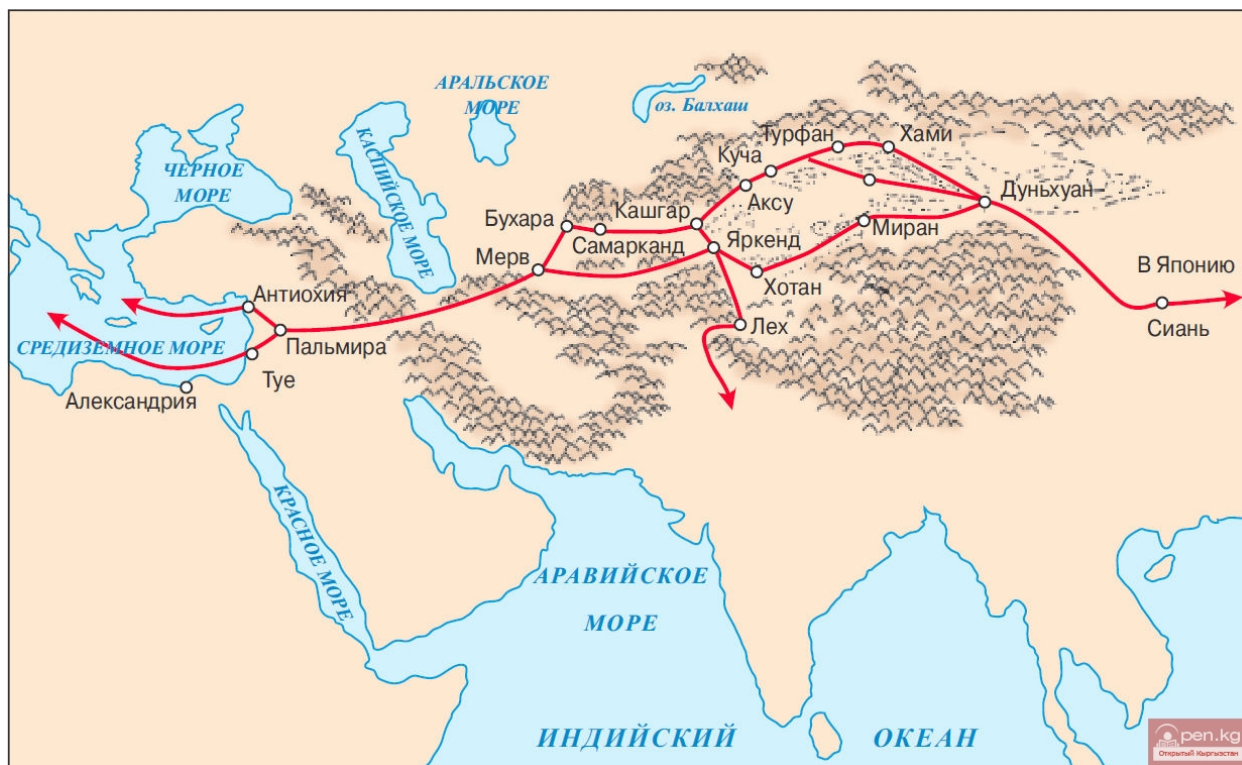 АРАЛЬСКОЕ
МОРЕ
оз. Балхаш
КАСПИЙСКОЕ МОРЕ
ЧЕРНОЕ
МОРЕ
Турфан
Хами
Куча
Аксу
Дуньхуан
Бухара
Кашгар
Миран
Самарканд
Яркенд
Мерв
Хотан
В Японию
Сиань
Антиохия
Лех
СРЕДИЗЕМНОЕ МОРЕ
Пальмира
Туе
Александрия
КРАСНОЕ МОРЕ
АРАВИЙСКОЕ
МОРЕ
ИНДИЙСКИЙ ОКЕАН
pen.kg
Открытый Кыргызстан